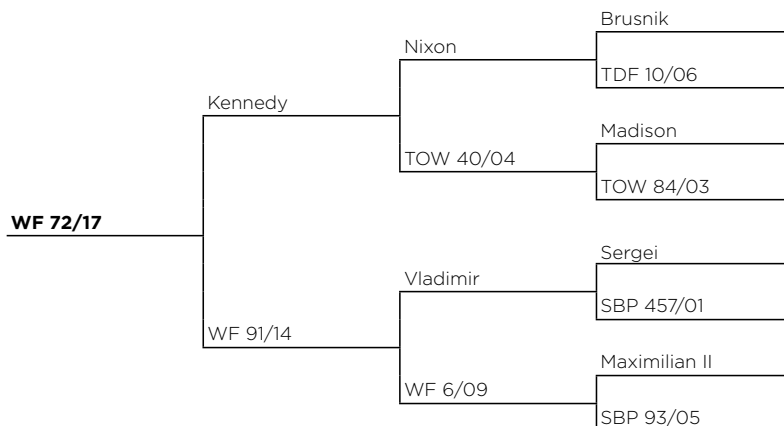 Brusnik
Nixon
TDF 10/06
Kennedy
Madison
TOW 40/04
TOW 84/03
WF 72/17
Sergei
Vladimir
SBP 457/01
WF 91/14
Maximilian II
WF 6/09
SBP 93/05